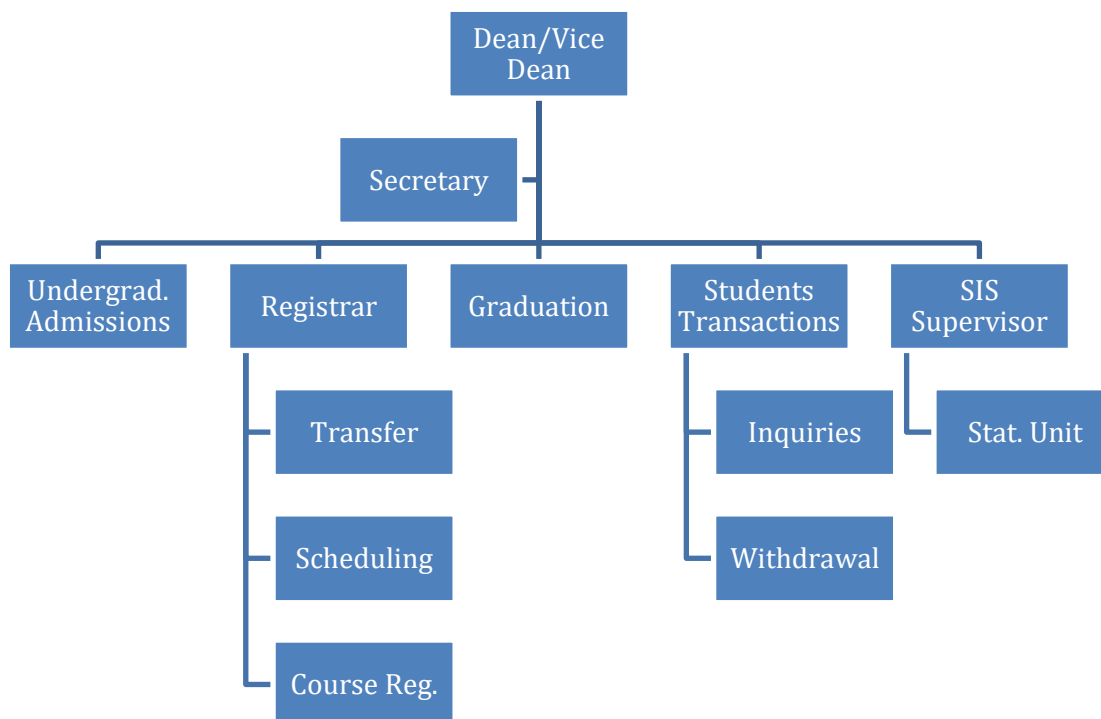 Dean/Vice
Dean
Secretary
Undergrad.
Admissions
Registrar
Graduation
Students
Transactions
SIS
Supervisor
Transfer
Inquiries
Stat. Unit
Scheduling
Withdrawal
Course Reg.